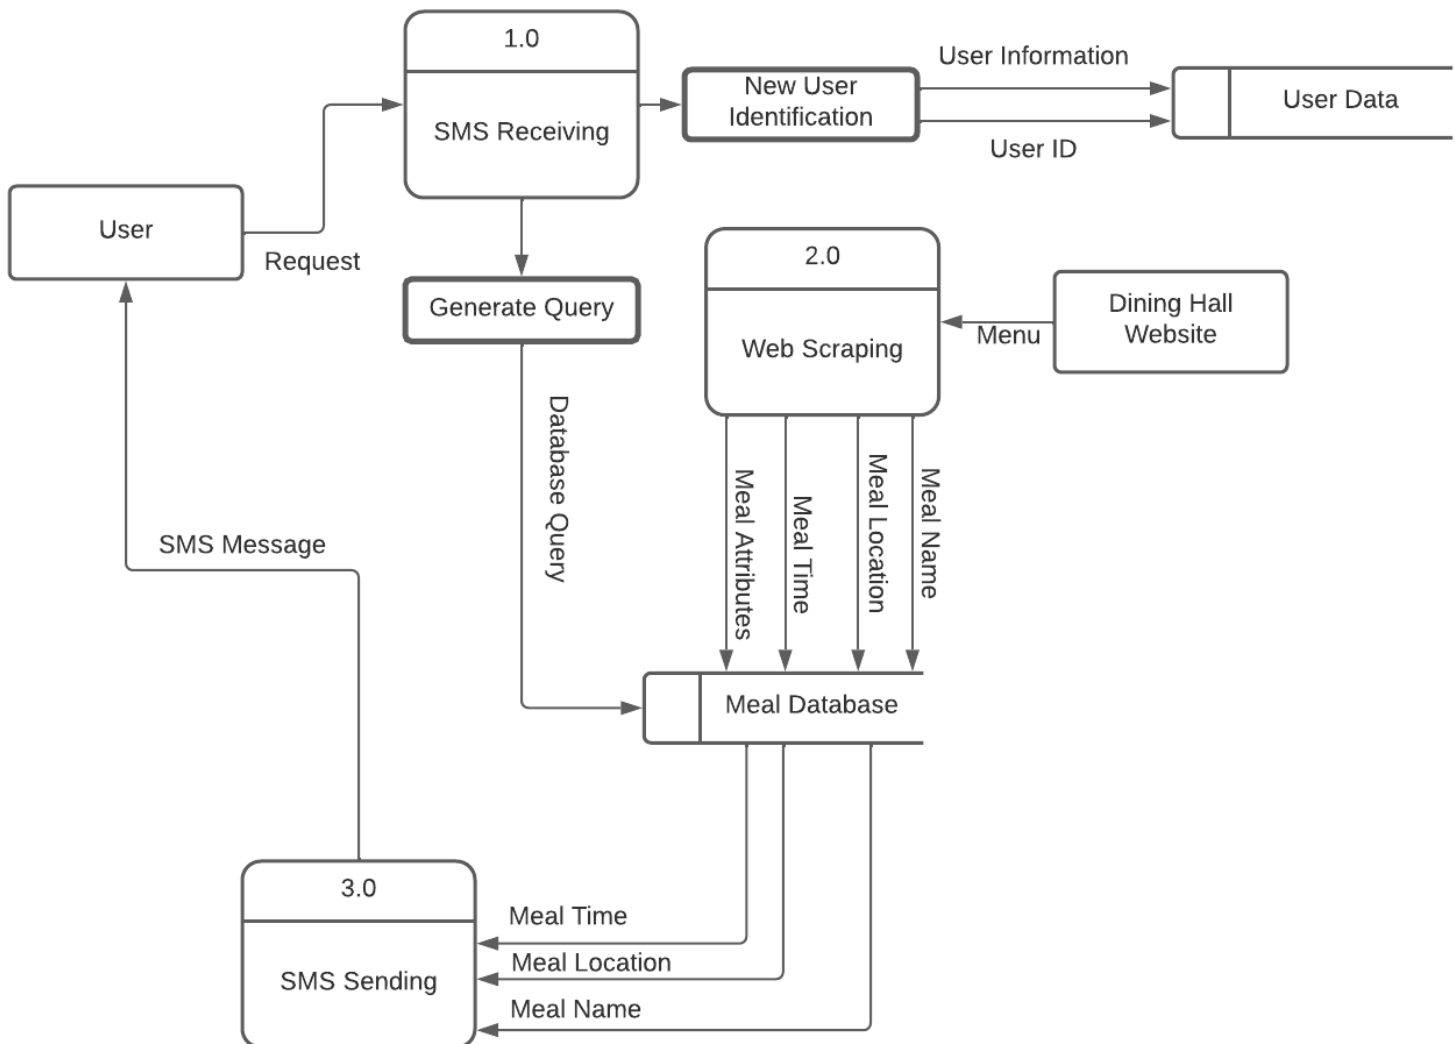 1.0
SMS Receiving
New User
Identification
User Information
User ID
User Data
User
Request
Generate Query
2.0
Web Scraping
Menu
Dining Hall
Website
Database Query
Meal Attributes
Meal Time
Meal Location
Meal Name
SMS Message
Meal Database
3.0
SMS Sending
Meal Time
Meal Location
Meal Name